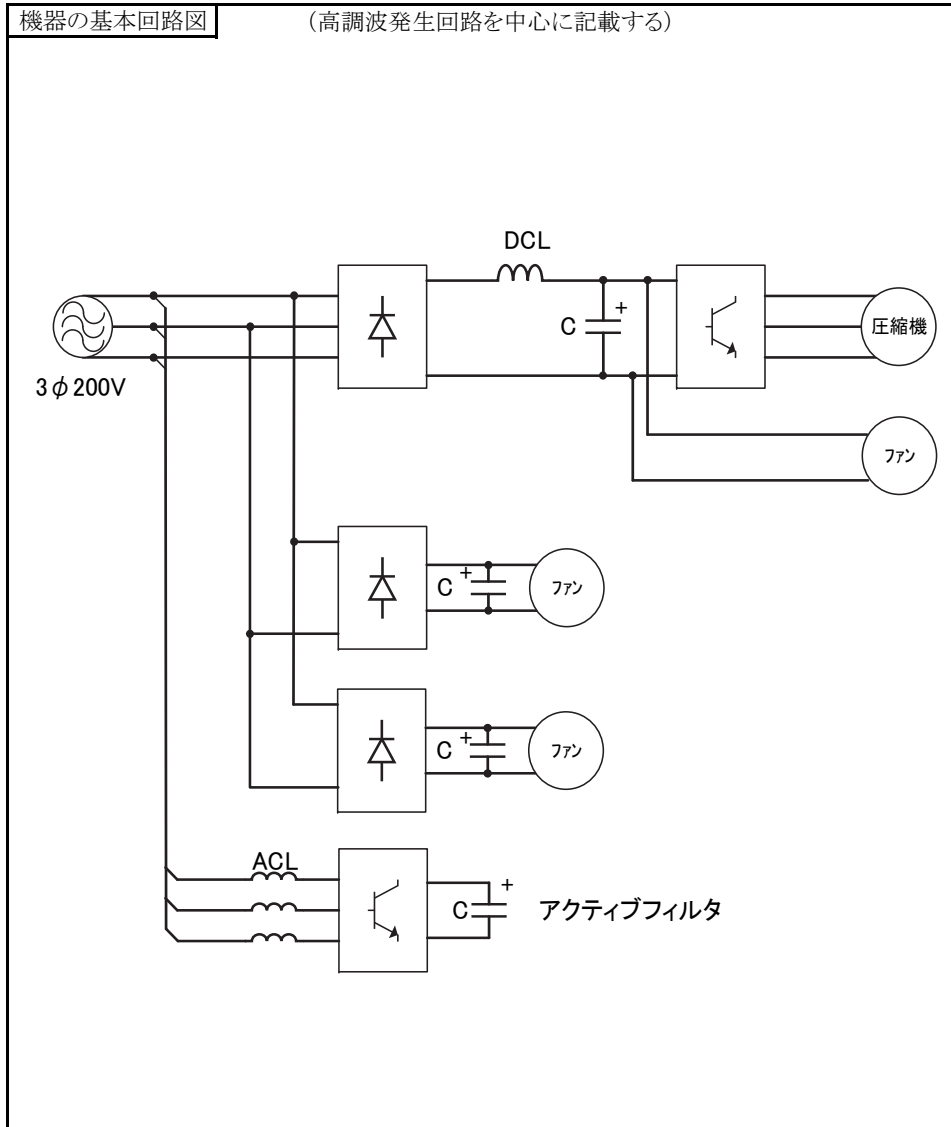 機器の基本回路図
(高調波発生回路を中心に記載する)
DCL
C
+
圧縮機
3φ200V
ファン
C
+
ファン
C
+
ファン
ACL
C
+
アクティブフィルタ